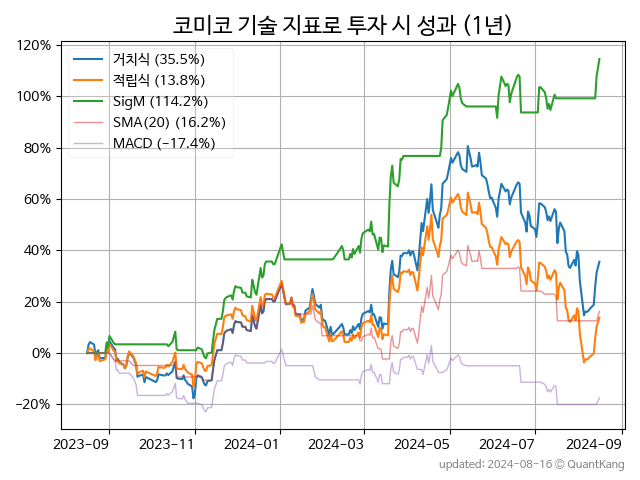 코미코 기술 지표로 투자 시 성과 (1년)
120%
100%
80%
60%
40%
20%
0%
−20%
거치식 (35.5%)
적립식 (13.8%)
SigM (114.2%)
SMA(20) (16.2%)
MACD (−17.4%)
2023−09 2023−11 2024−01 2024−03 2024−05 2024−07 2024−09
updated: 2024−08−16 © QuantKang